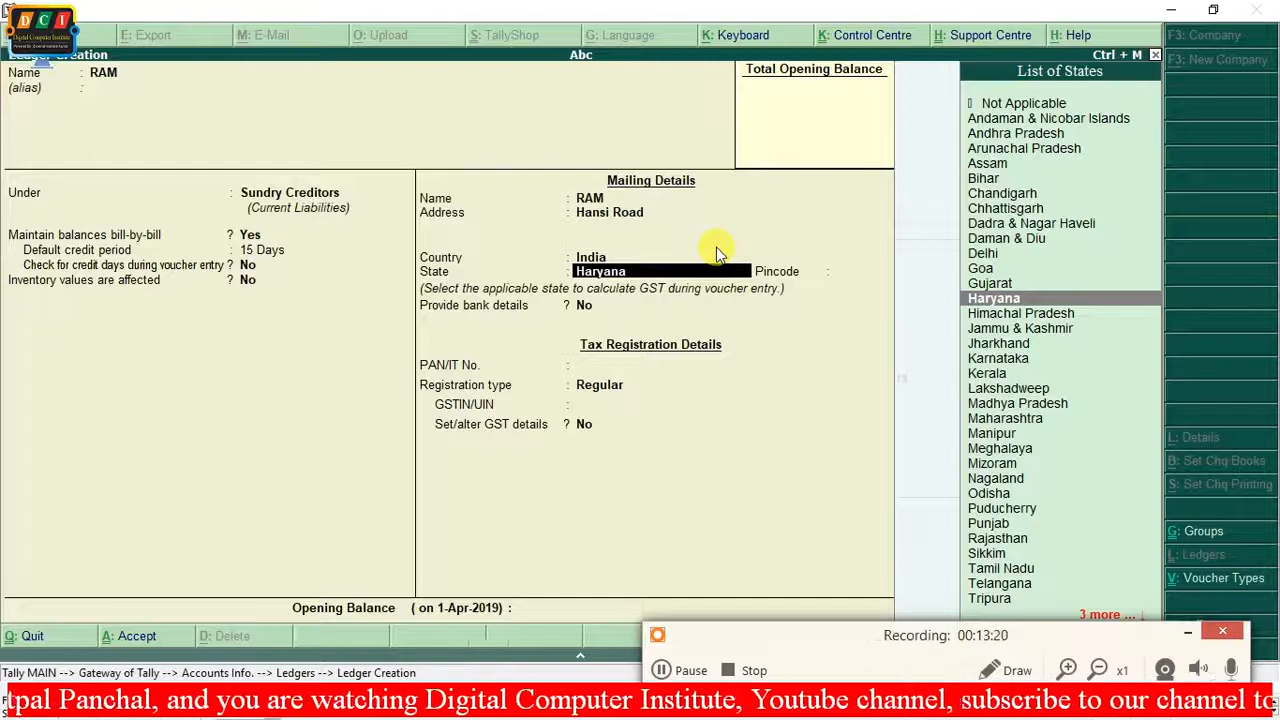 DCI
Digital Computer Institute
E: Export
M: E-Mail
O: Upload
S: TallyShop
G: Language
K: Keyboard
K: Control Centre
H: Support Centre
H: Help
F3: Company
F3: New Company
Ledger Creation
Abc
Ctrl + M
Name : RAM
(alias) :
Total Opening Balance
Under : Sundry Creditors
(Current Liabilities)
Maintain balances bill-by-bill ? Yes
Default credit period : 15 Days
Check for credit days during voucher entry ? No
Inventory values are affected ? No
Mailing Details
Name : RAM
Address : Hansi Road
Country : India
State : Haryana Pincode :
(Select the applicable state to calculate GST during voucher entry.)
Provide bank details ? No
Tax Registration Details
PAN/IT No. :
Registration type : Regular
GSTIN/UIN :
Set/alter GST details ? No
Opening Balance ( on 1-Apr-2019) :
List of States
Not Applicable
Andaman & Nicobar Islands
Andhra Pradesh
Arunachal Pradesh
Assam
Bihar
Chandigarh
Chhattisgarh
Dadra & Nagar Haveli
Daman & Diu
Delhi
Goa
Gujarat
Haryana
Himachal Pradesh
Jammu & Kashmir
Jharkhand
Karnataka
Kerala
Lakshadweep
Madhya Pradesh
Maharashtra
Manipur
Meghalaya
Mizoram
Nagaland
Odisha
Puducherry
Punjab
Rajasthan
Sikkim
Tamil Nadu
Telangana
Tripura
3 more ...
L: Details
B: Set Chq Books
S: Set Chq Printing
G: Groups
L: Ledgers
V: Voucher Types
Q: Quit
A: Accept
D: Delete
Recording: 00:13:20
Pause
Stop
Draw
x1
Tally MAIN --> Gateway of Tally --> Accounts Info. --> Ledgers --> Ledger Creation
tpal Panchal, and you are watching Digital Computer Institute, Youtube channel, subscribe to our channel to